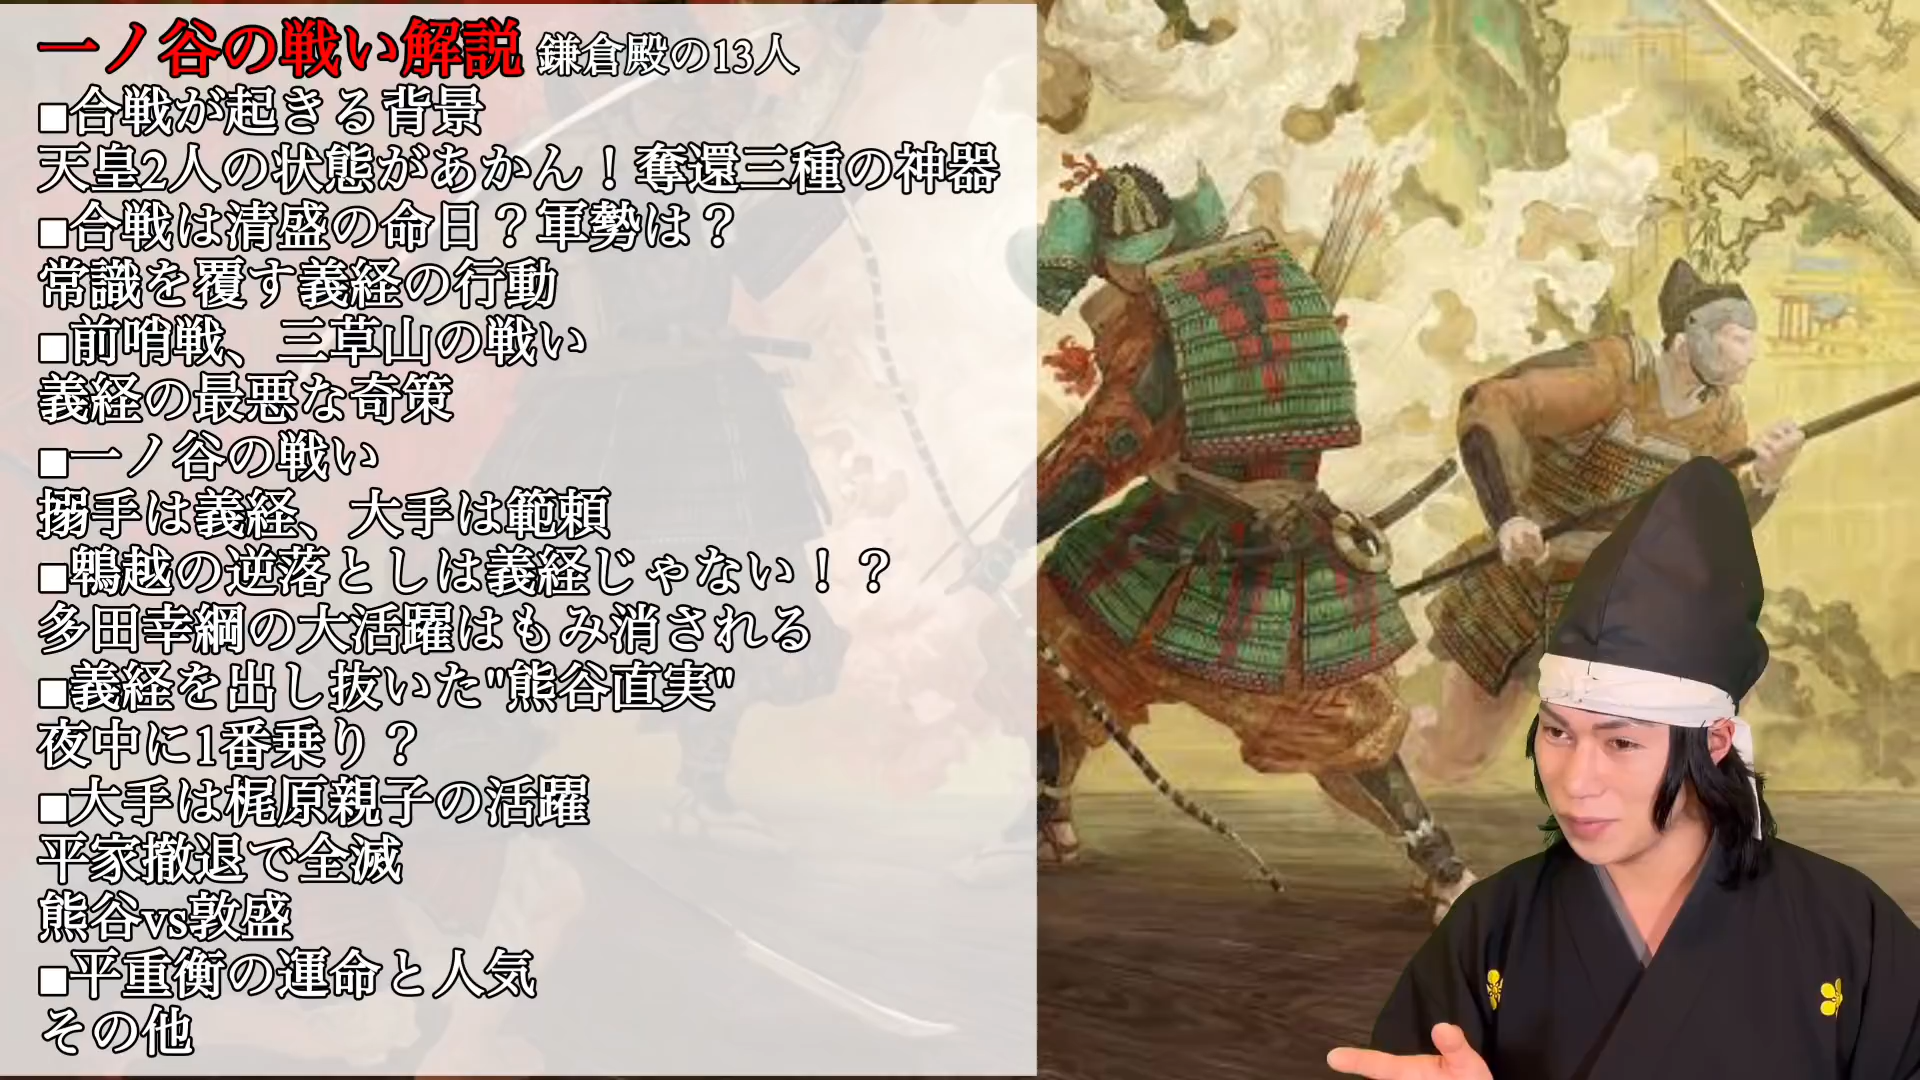 一ノ谷の戦い解説 鎌倉殿の13人
■合戦が起きる背景
天皇2人の状態があかん！奪還三種の神器
■合戦は清盛の命日？軍勢は？
常識を覆す義経の行動
■前哨戦、三草山の戦い
義経の最悪な奇策
■一ノ谷の戦い
搦手は義経、大手は範頼
■鵯越の逆落としは義経じゃない！？
多田幸綱の大活躍はもみ消される
■義経を出し抜いた"熊谷直実"
夜中に1番乗り？
■大手は梶原親子の活躍
平家撤退で全滅
熊谷vs敦盛
■平重衡の運命と人気
その他